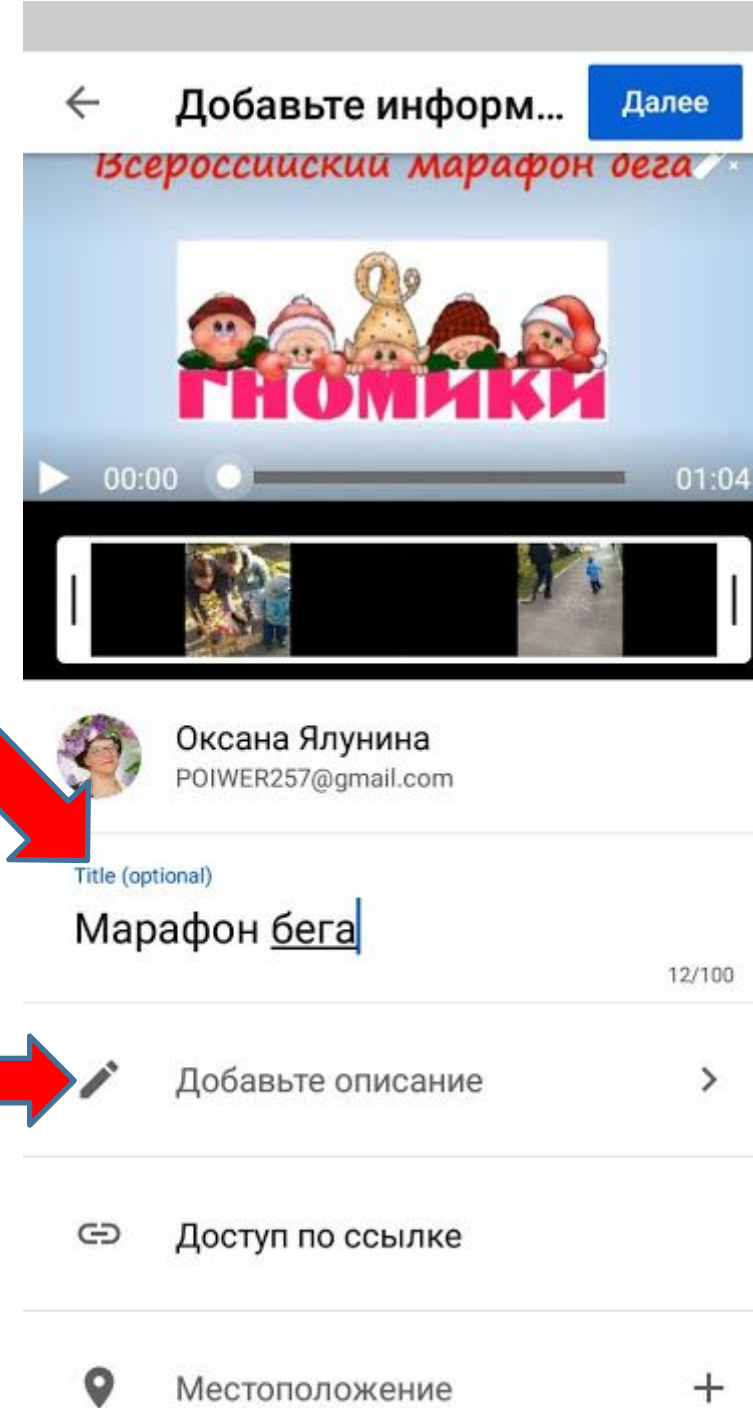 Добавьте информ...
Далее
Всероссийский марафон бега
ГНОМИКИ
00:00
01:04
Оксана Ялунина
POIWER257@gmail.com
Title (optional)
Марафон бега
12/100
Добавьте описание
Доступ по ссылке
Местоположение